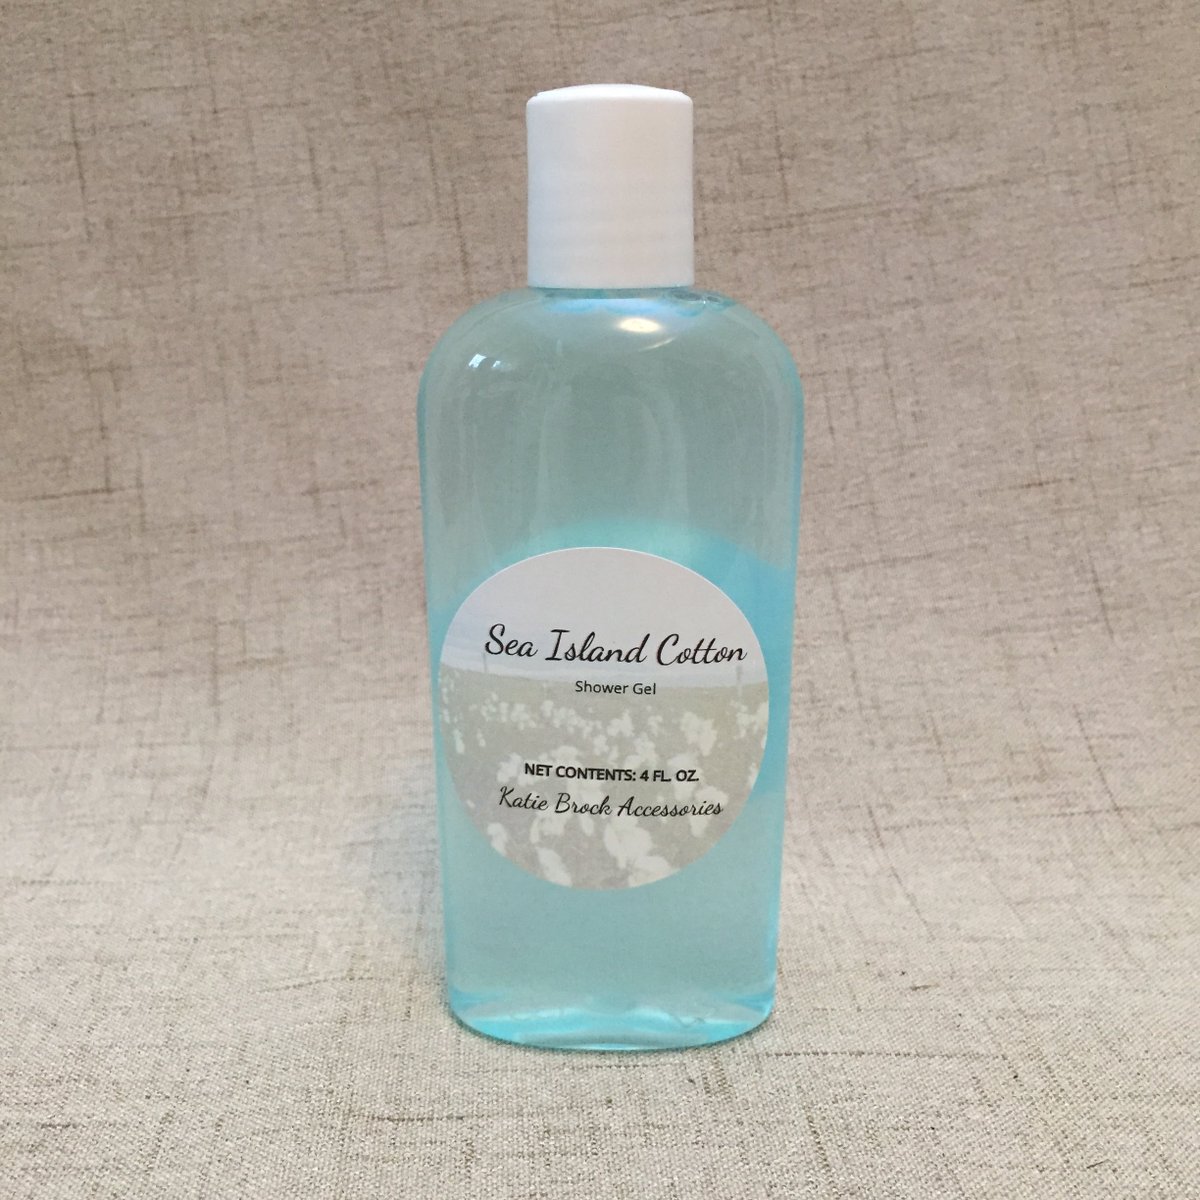 Sea Island Cotton
Shower Gel
NET CONTENTS: 4 FL. OZ.
Katie Brock Accessories